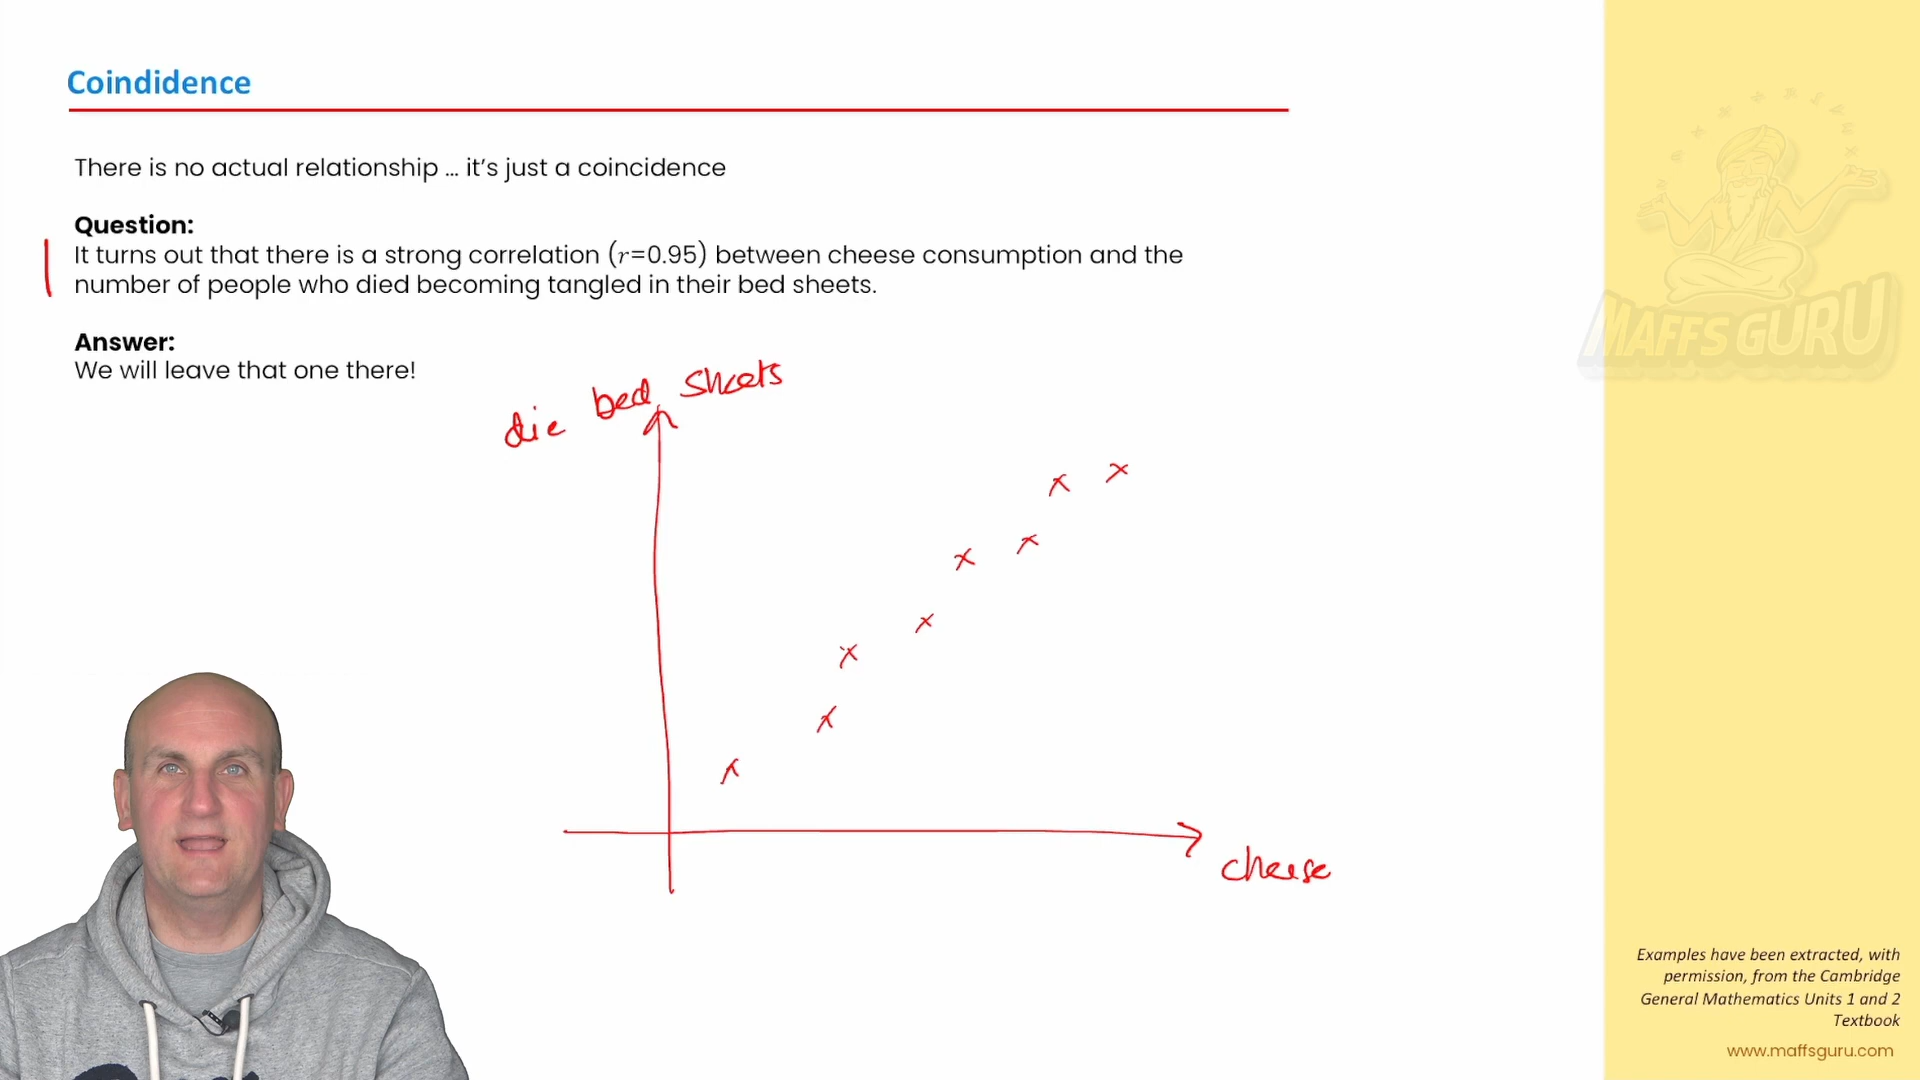 Coindidence
There is no actual relationship ... it's just a coincidence
Question:
It turns out that there is a strong correlation (r=0.95) between cheese consumption and the
number of people who died becoming tangled in their bed sheets.
Answer:
We will leave that one there!
die bed sheets
cheese
MAFFS GURU
Examples have been extracted, with
permission, from the Cambridge
General Mathematics Units 1 and 2
Textbook
www.maffsguru.com